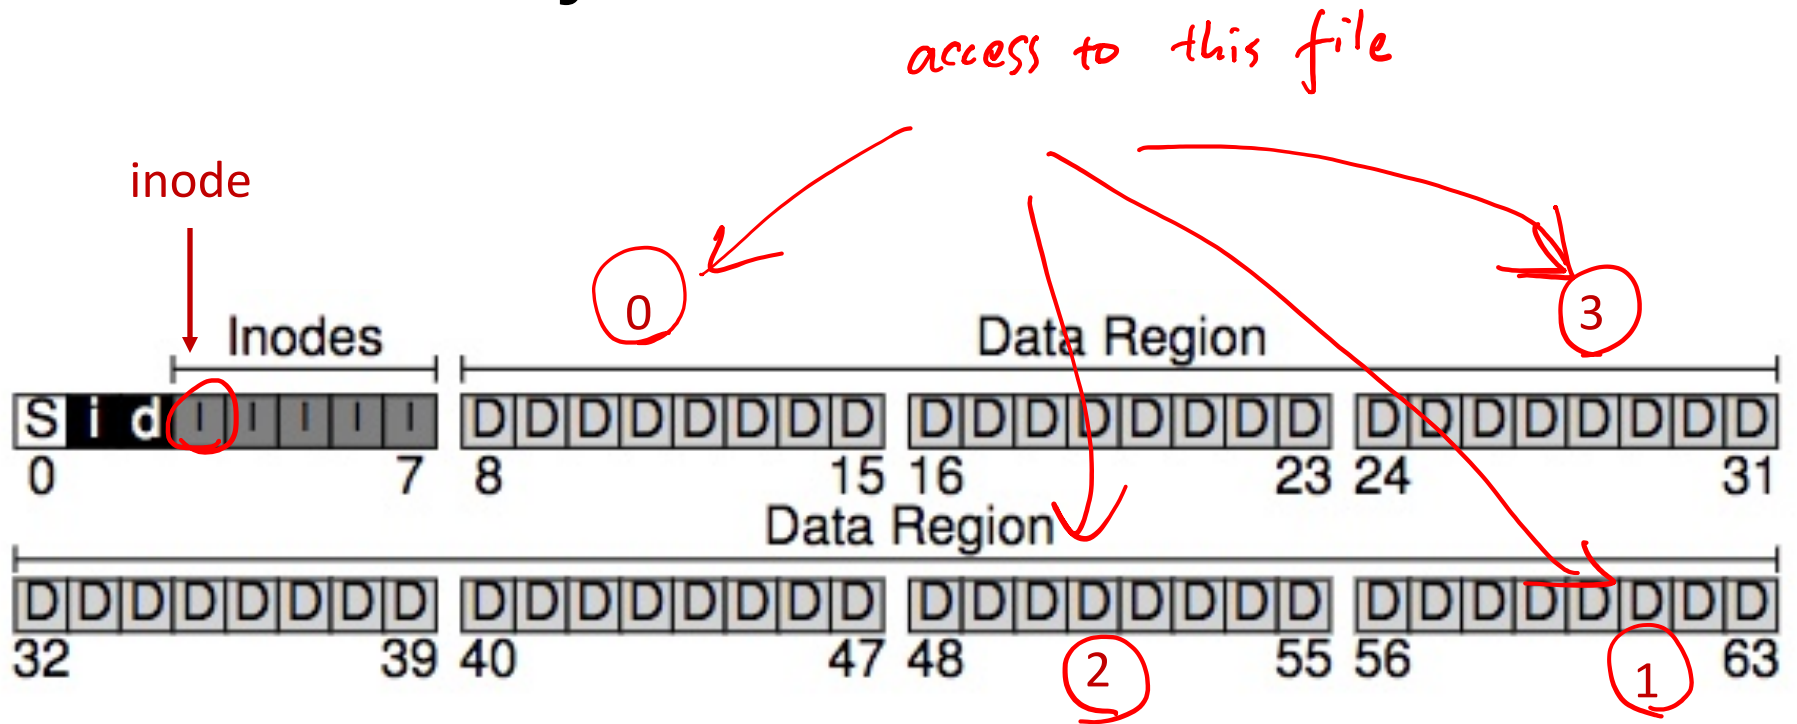 access to this file
inode
0
3
Inodes
Data Region
S i d I I I I I D D D D D D D D D D D D D D D D D D D D D D D D
0 7 8 15 16 23 24 31
Data Region
D D D D D D D D D D D D D D D D D D D D D D D D D D D D D D D D
32 39 40 47 48 55 56 63
2
1